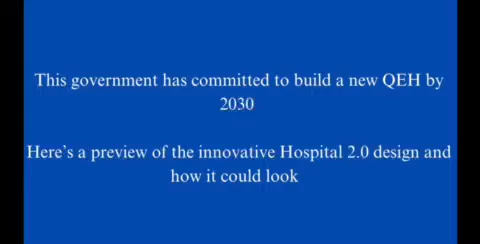 This government has committed to build a new QEH by
2030
Here's a preview of the innovative Hospital 2.0 design and
how it could look